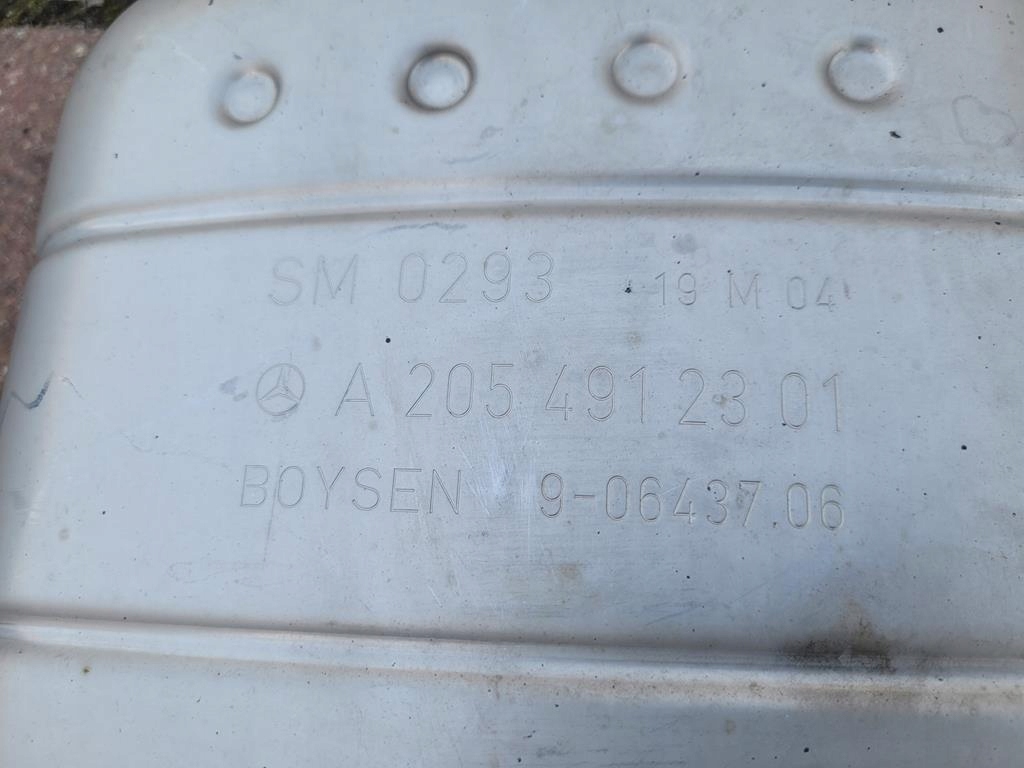 SM 0293 19 M 04
A 205 491 23 01
BOYSEN 9-06437 06